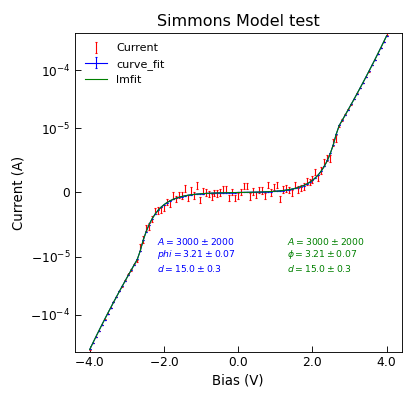 Simmons Model test
Current
curve_fit
lmfit
Current (A)
10⁻⁴
10⁻⁵
0
−10⁻⁵
−10⁻⁴
A = 3000 ± 2000
phi = 3.21 ± 0.07
d = 15.0 ± 0.3
A = 3000 ± 2000
ϕ = 3.21 ± 0.07
d = 15.0 ± 0.3
−4.0 −2.0 0.0 2.0 4.0
Bias (V)